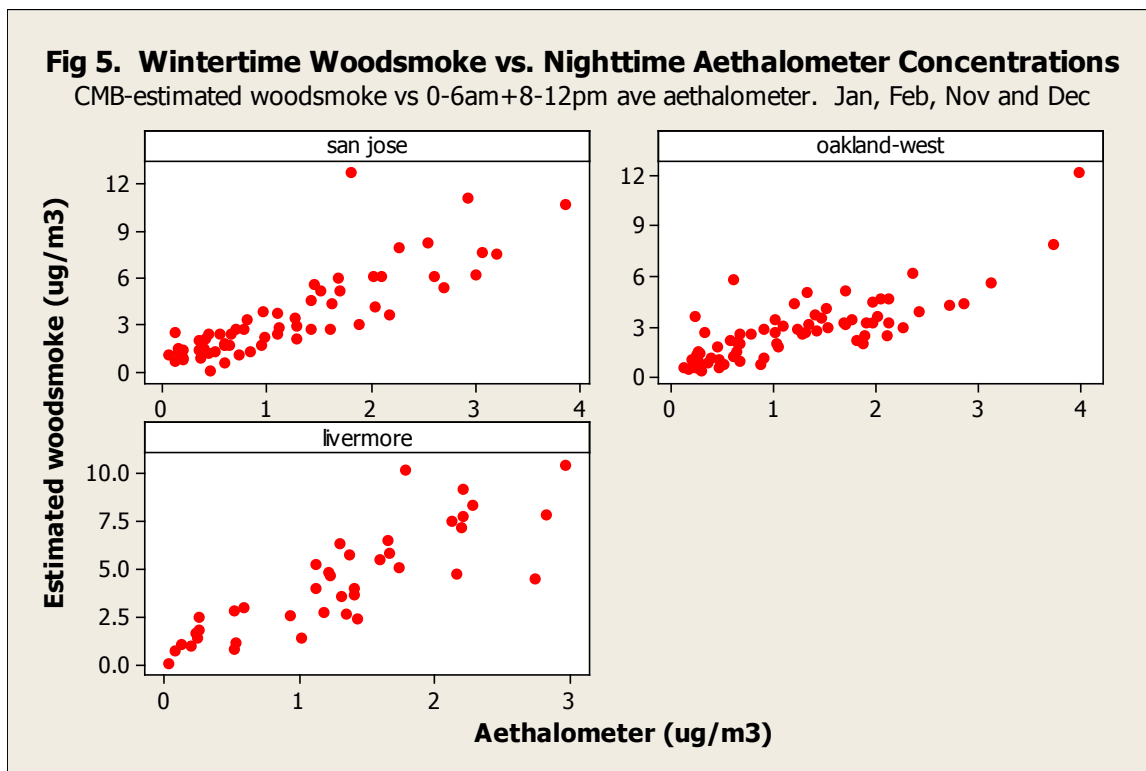 Fig 5.  Wintertime Woodsmoke vs. Nighttime Aethalometer Concentrations
CMB-estimated woodsmoke vs 0-6am+8-12pm ave aethalometer.  Jan, Feb, Nov and Dec
san jose
12
9
6
3
0
0 1 2 3 4
oakland-west
12
9
6
3
0
0 1 2 3 4
livermore
10.0
7.5
5.0
2.5
0.0
0 1 2 3
Estimated woodsmoke (ug/m3)
Aethalometer (ug/m3)